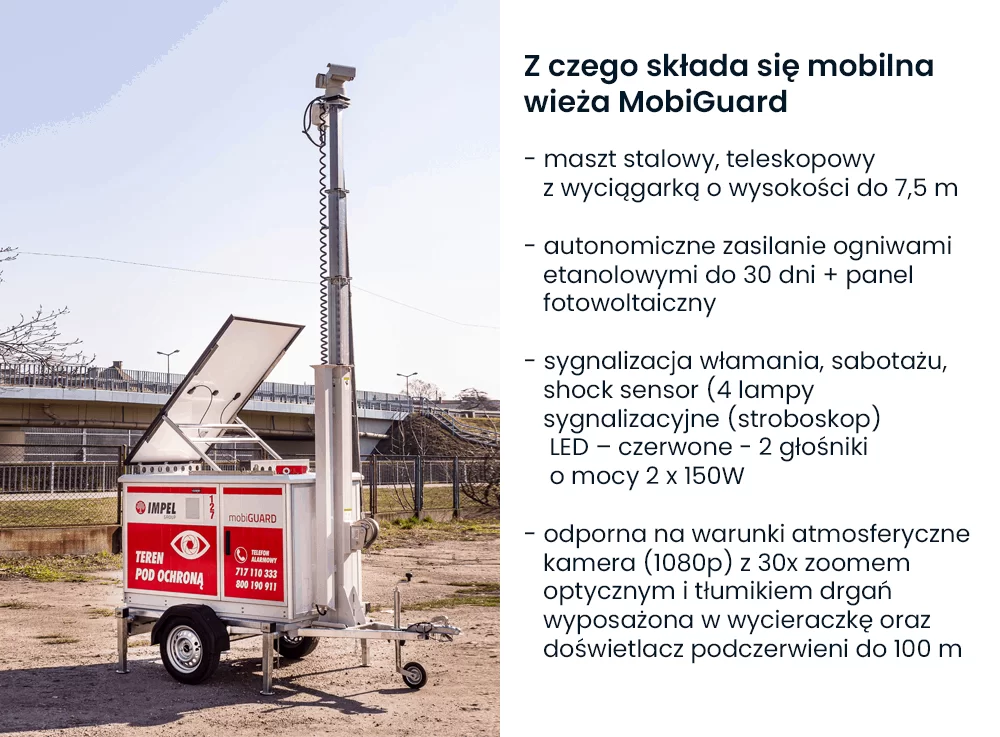 Z czego składa się mobilna
wieża MobiGuard
- maszt stalowy, teleskopowy
z wyciągarką o wysokości do 7,5 m
- autonomiczne zasilanie ogniwami
etanolowymi do 30 dni + panel
fotowoltaiczny
- sygnalizacja włamania, sabotażu,
shock sensor (4 lampy
sygnalizacyjne (stroboskop)
LED – czerwone - 2 głośniki
o mocy 2 x 150W
- odporna na warunki atmosferyczne
kamera (1080p) z 30x zoomem
optycznym i tłumikiem drgań
wyposażona w wycieraczkę oraz
doświetlacz podczerwieni do 100 m
IMPEL
GROUP
127
mobiGUARD
TEREN
POD OCHRONĄ
TELEFON
ALARMOWY
717 110 333
800 190 911